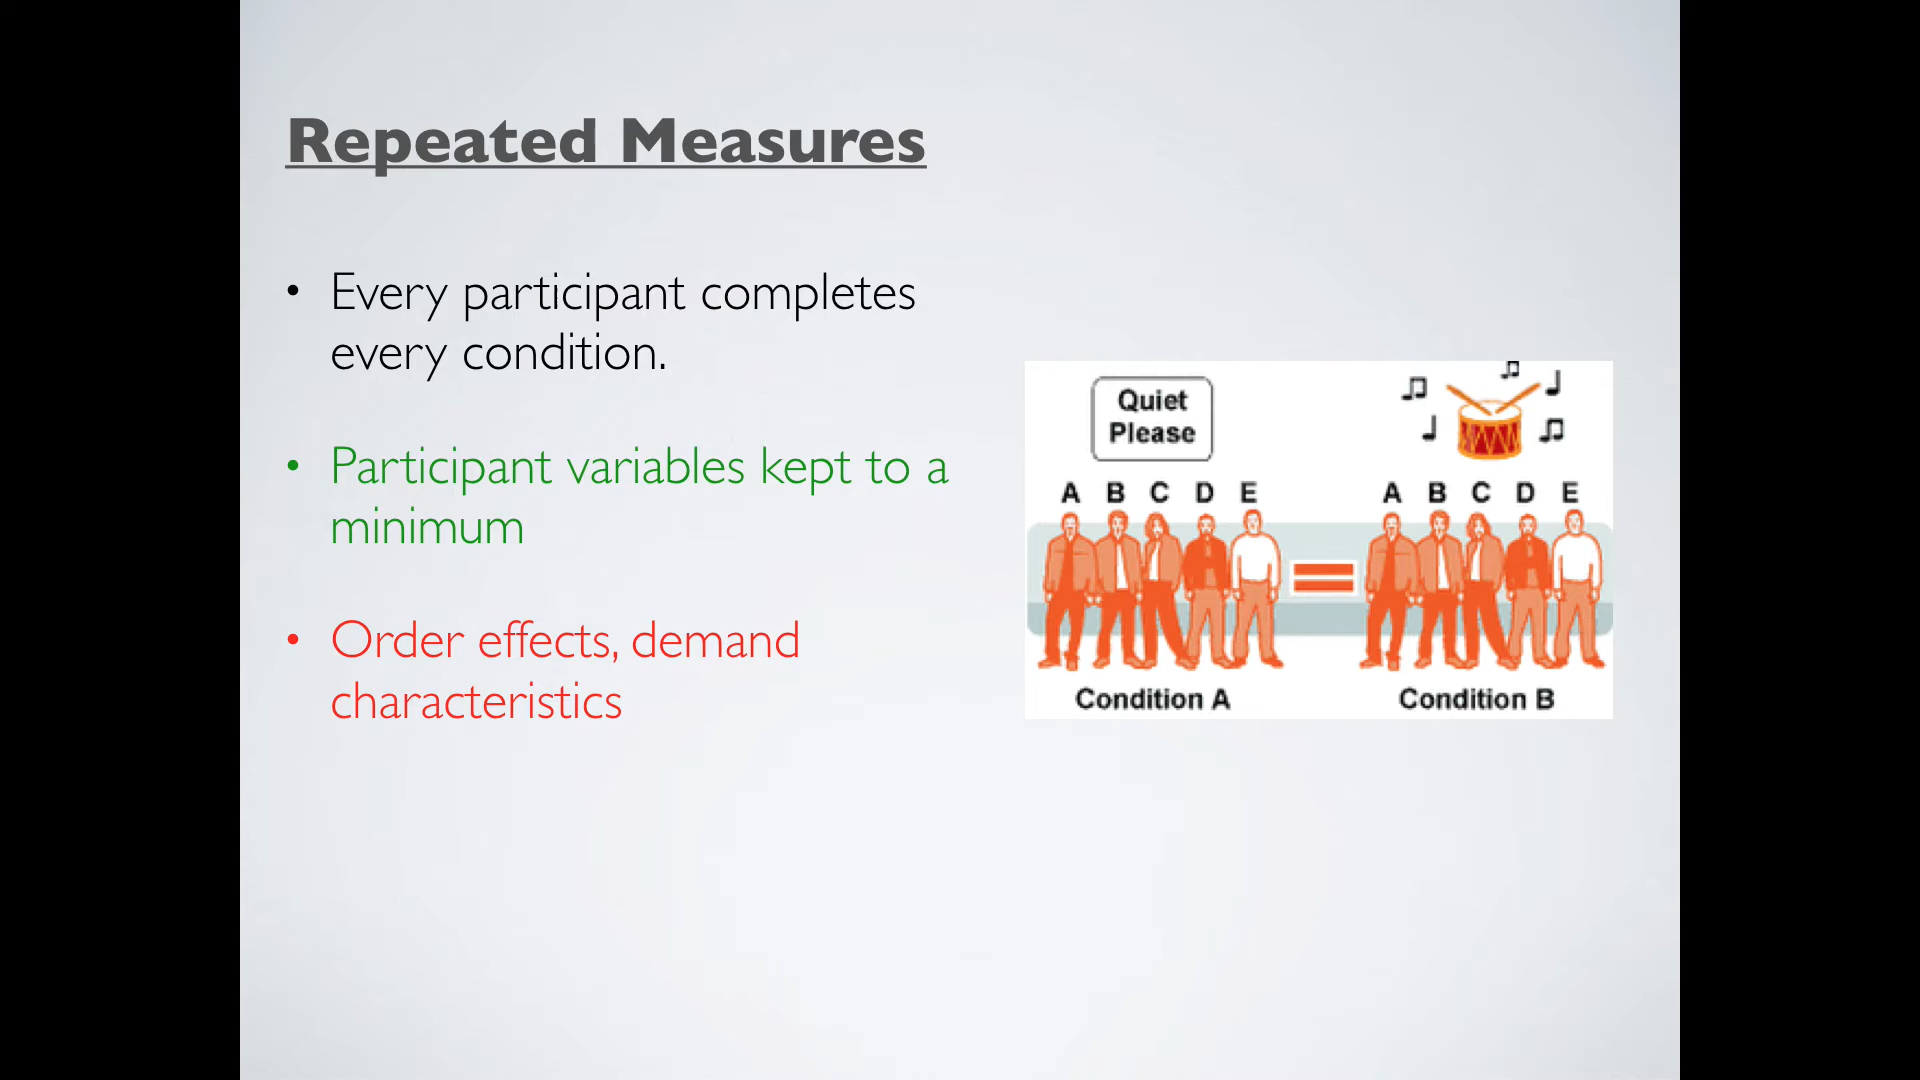 Repeated Measures
• Every participant completes
every condition.
• Participant variables kept to a
minimum
• Order effects, demand
characteristics
Quiet
Please
A B C D E
A B C D E
Condition A
Condition B